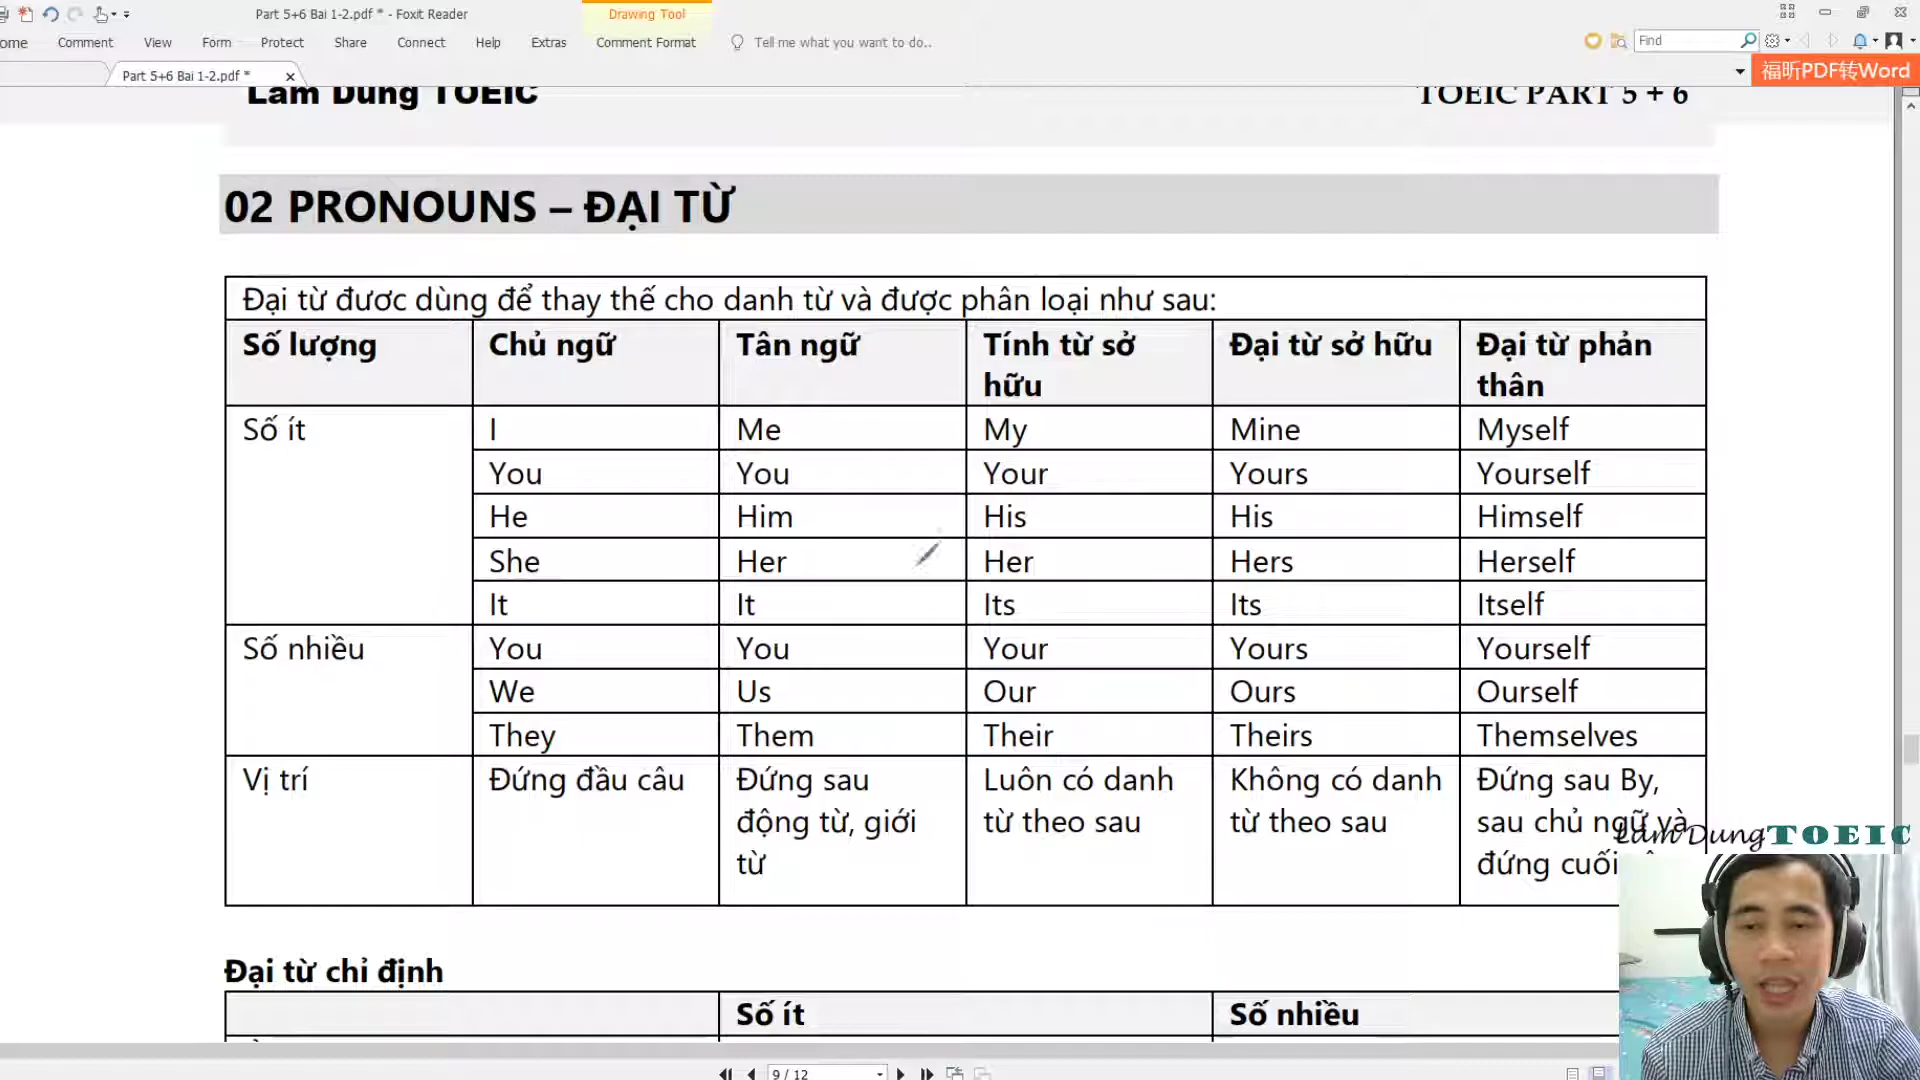 Part 5+6 Bai 1-2.pdf * - Foxit Reader
Drawing Tool
ome Comment View Form Protect Share Connect Help Extras Comment Format Tell me what you want to do.. Find
Part 5+6 Bai 1-2.pdf *
福昕PDF转Word
Lam Dung TOEIC TOEIC PART 5 + 6
02 PRONOUNS – ĐẠI TỪ
Đại từ đươc dùng để thay thế cho danh từ và được phân loại như sau:
Số lượng Chủ ngữ Tân ngữ Tính từ sở hữu Đại từ sở hữu Đại từ phản thân
Số ít I Me My Mine Myself
You You Your Yours Yourself
He Him His His Himself
She Her Her Hers Herself
It It Its Its Itself
Số nhiều You You Your Yours Yourself
We Us Our Ours Ourself
They Them Their Theirs Themselves
Vị trí Đứng đầu câu Đứng sau động từ, giới từ Luôn có danh từ theo sau Không có danh từ theo sau Đứng sau By, sau chủ ngữ và đứng cuối
Lam Dung TOEIC
Đại từ chỉ định
Số ít Số nhiều
9 / 12